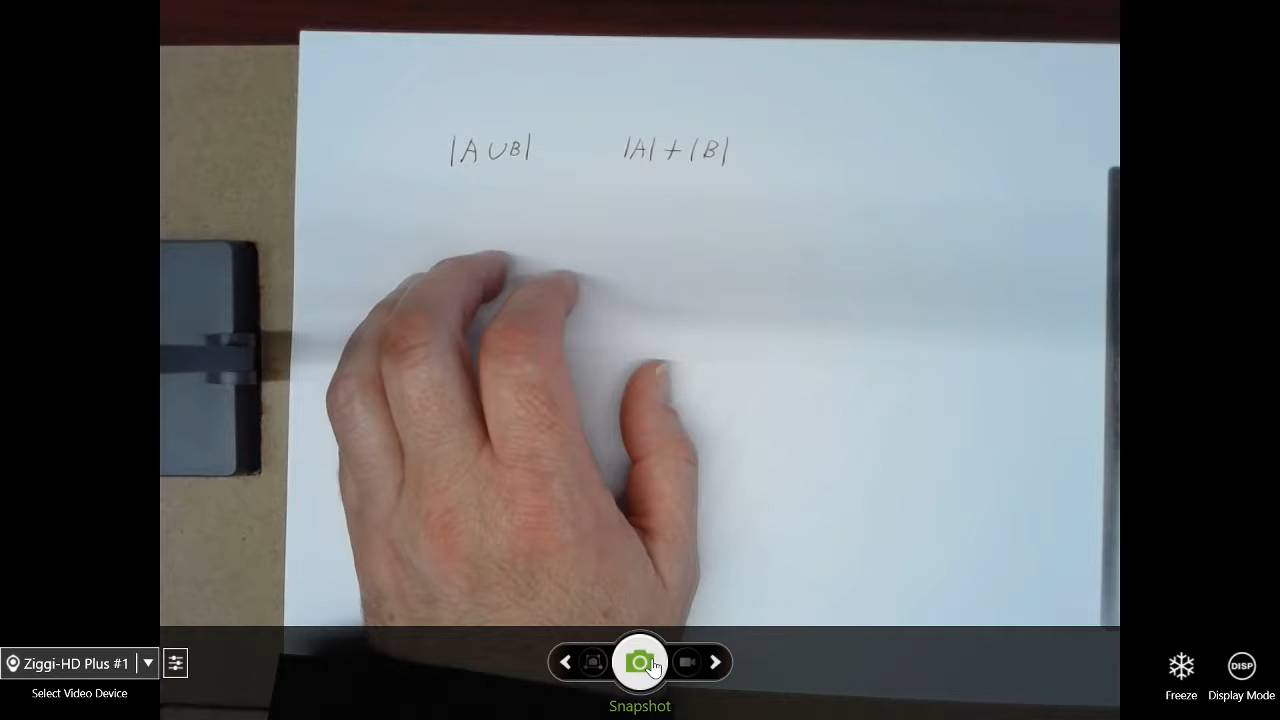 |A ∪ B| |A| + |B|
Ziggi-HD Plus #1
Select Video Device
Snapshot
Freeze
DISP
Display Mode